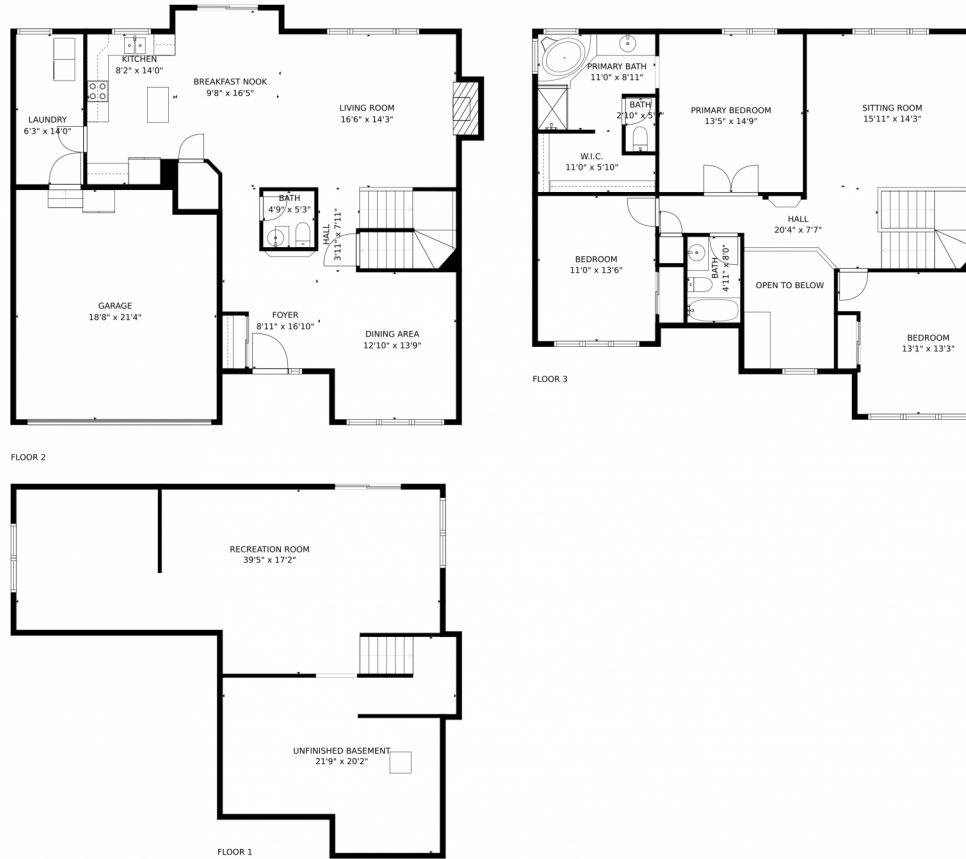 KITCHEN
8'2" x 14'0"
BREAKFAST NOOK
9'8" x 16'5"
LIVING ROOM
16'6" x 14'3"
LAUNDRY
6'3" x 14'0"
BATH
4'9" x 5'3"
HALL
3'11" x 7'11"
GARAGE
18'8" x 21'4"
FOYER
8'11" x 16'10"
DINING AREA
12'10" x 13'9"
FLOOR 2
PRIMARY BATH
11'0" x 8'11"
BATH
2'10" x
PRIMARY BEDROOM
13'5" x 14'9"
SITTING ROOM
15'11" x 14'3"
W.I.C.
11'0" x 5'10"
HALL
20'4" x 7'7"
BEDROOM
11'0" x 13'6"
BATH
4'11" x 8'0"
OPEN TO BELOW
BEDROOM
13'1" x 13'3"
FLOOR 3
RECREATION ROOM
39'5" x 17'2"
UNFINISHED BASEMENT
21'9" x 20'2"
FLOOR 1